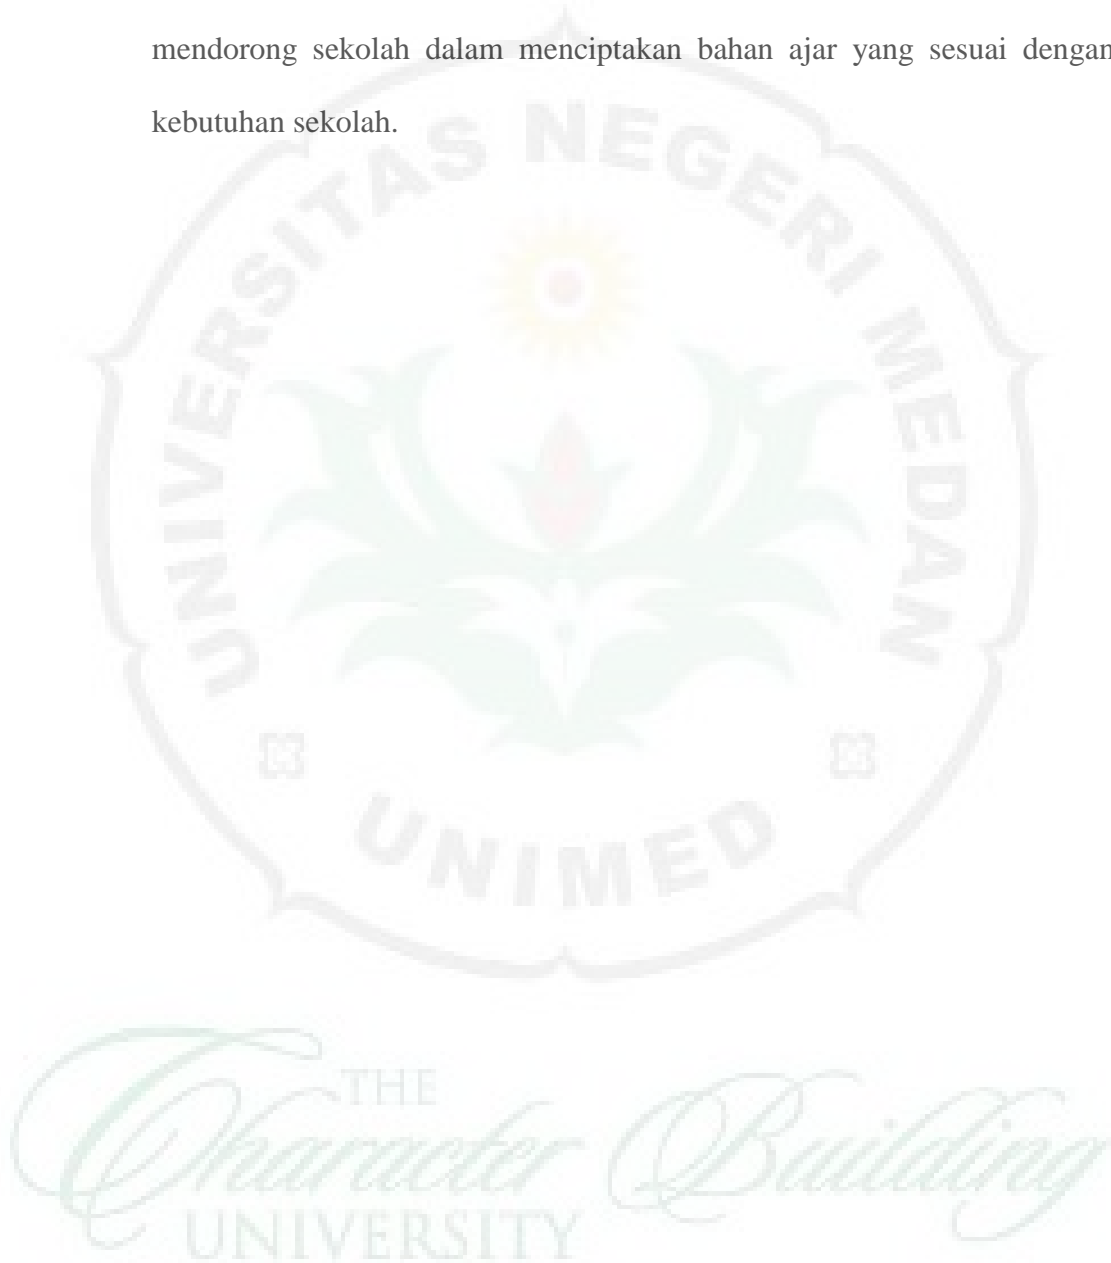 mendorong sekolah dalam menciptakan bahan ajar yang sesuai dengan
kebutuhan sekolah.
UNIVERSITAS NEGERI MEDAN
UNIMED
THE
Character Building
UNIVERSITY